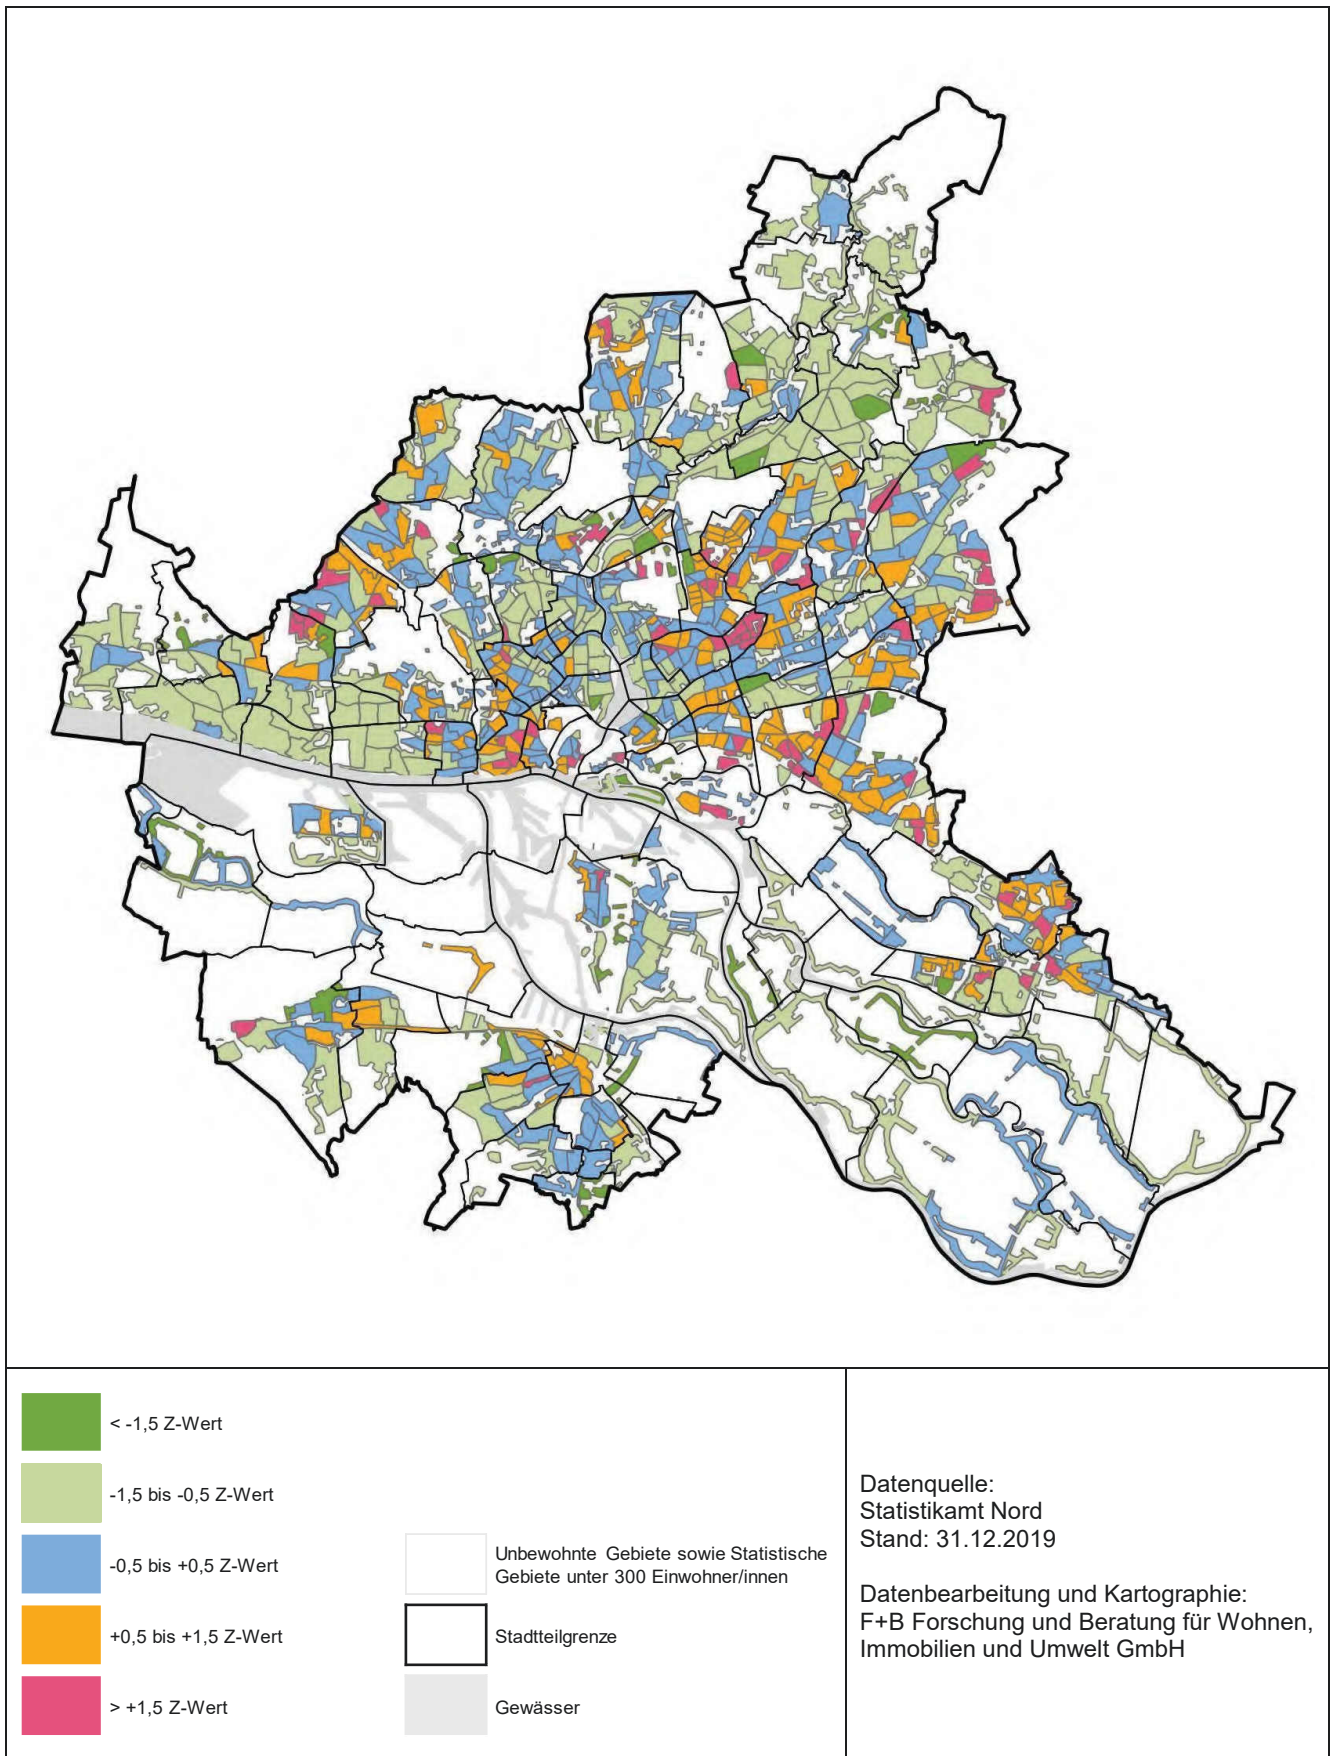 < -1,5 Z-Wert
-1,5 bis -0,5 Z-Wert
-0,5 bis +0,5 Z-Wert
+0,5 bis +1,5 Z-Wert
> +1,5 Z-Wert
Unbewohnte Gebiete sowie Statistische
Gebiete unter 300 Einwohner/innen
Stadtteilgrenze
Gewässer
Datenquelle:
Statistikamt Nord
Stand: 31.12.2019
Datenbearbeitung und Kartographie:
F+B Forschung und Beratung für Wohnen,
Immobilien und Umwelt GmbH